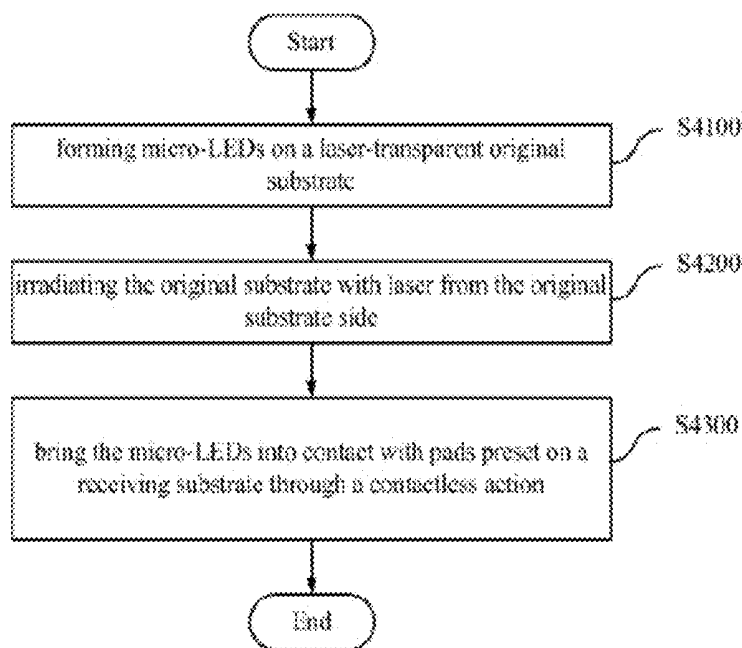 Start
forming micro-LEDs on a laser-transparent original
substrate
S4100
irradiating the original substrate with laser from the original
substrate side
S4200
bring the micro-LEDs into contact with pads preset on a
receiving substrate through a contactless action
S4300
End